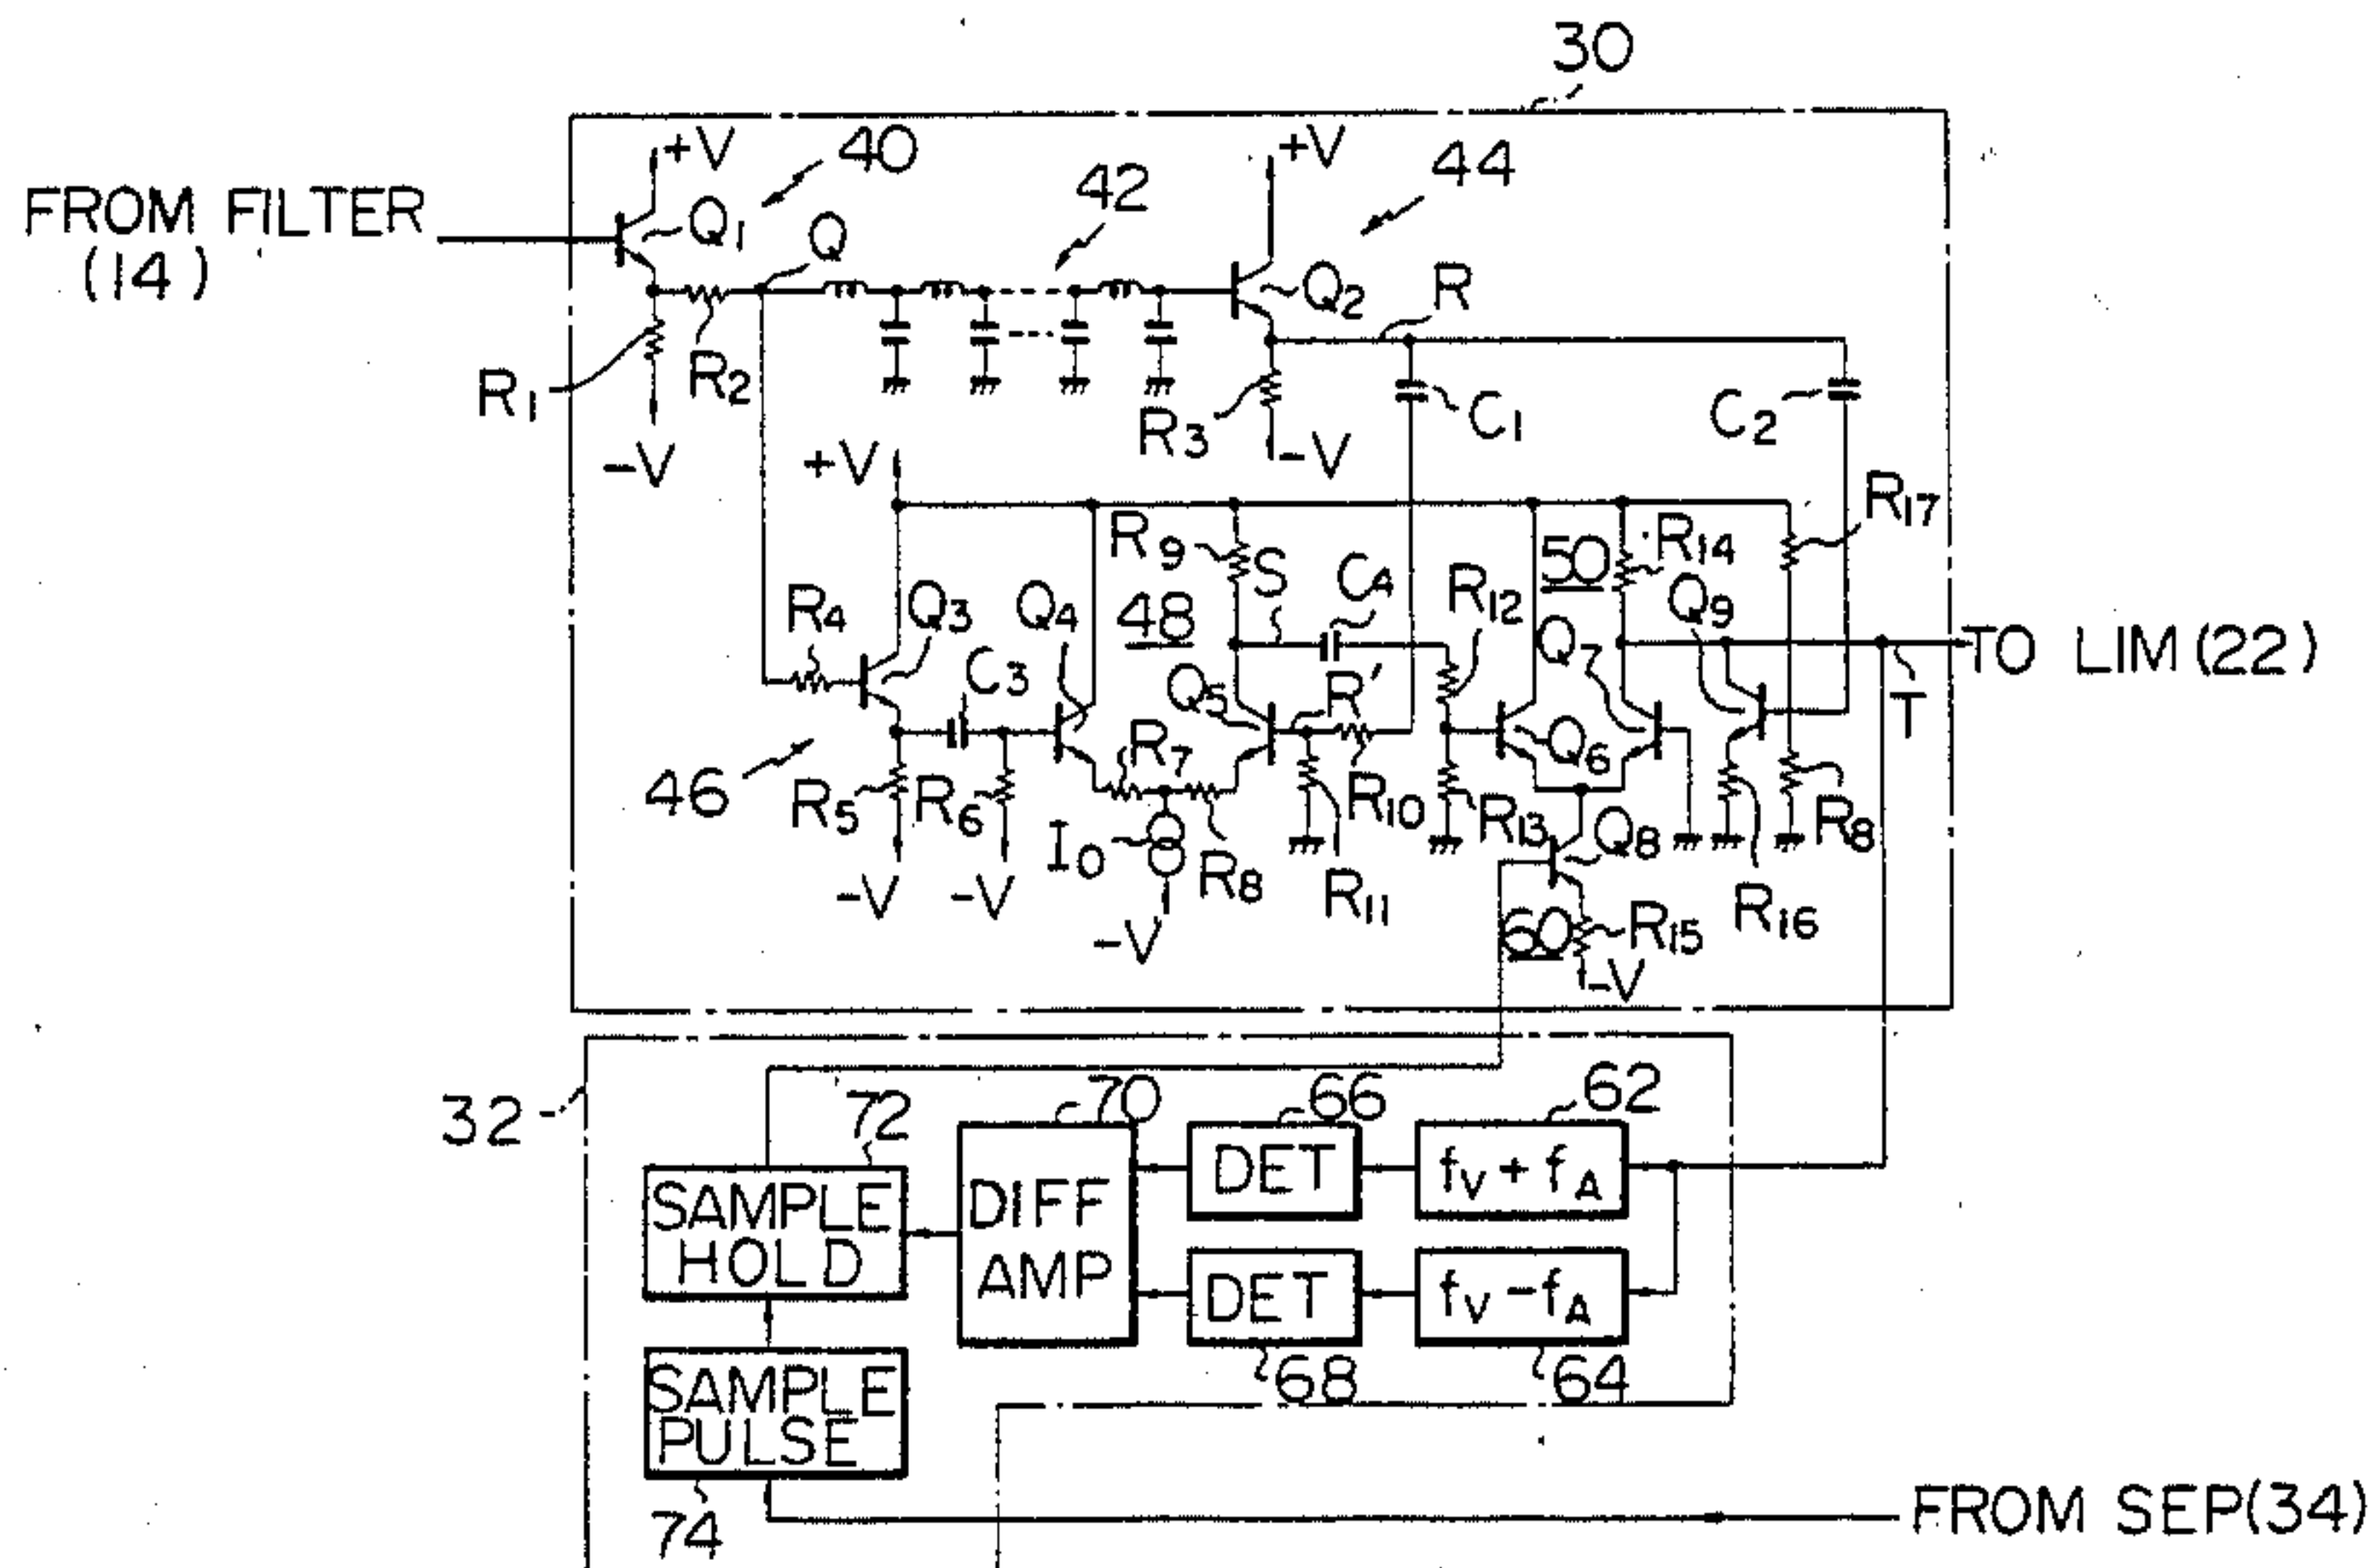 30
+V
40
+V
44
42
FROM FILTER
(14)
Q1
Q
Q2
R
R1
R2
R3
C1
C2
-V
+V
-V
R17
R9
S
C4
50
R14
R4
Q3
Q4
48
R12
Q9
Q7
TO LIM (22)
C3
Q5
R'
T
46
R5
R6
R7
Q6
I0
R8
R10
R13
Q8
R8
-V
-V
R11
R16
-V
60
R15
-V
32
72
70
66
62
SAMPLE
HOLD
DIFF
AMP
DET
fV + fA
DET
fV - fA
68
64
SAMPLE
PULSE
74
FROM SEP(34)